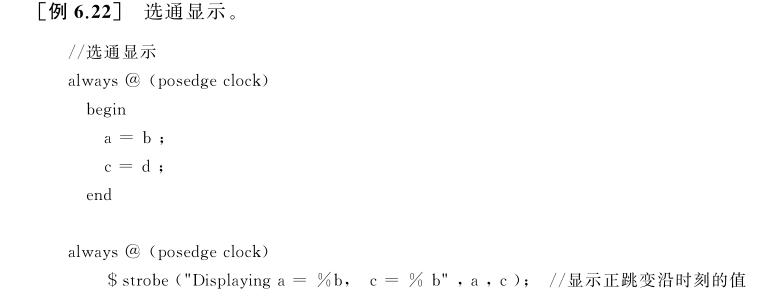 [例 6.22] 选通显示。
//选通显示
always @ (posedge clock)
begin
a = b ;
c = d ;
end
always @ (posedge clock)
$ strobe ("Displaying a = %b, c = % b" , a , c ); //显示正跳变沿时刻的值